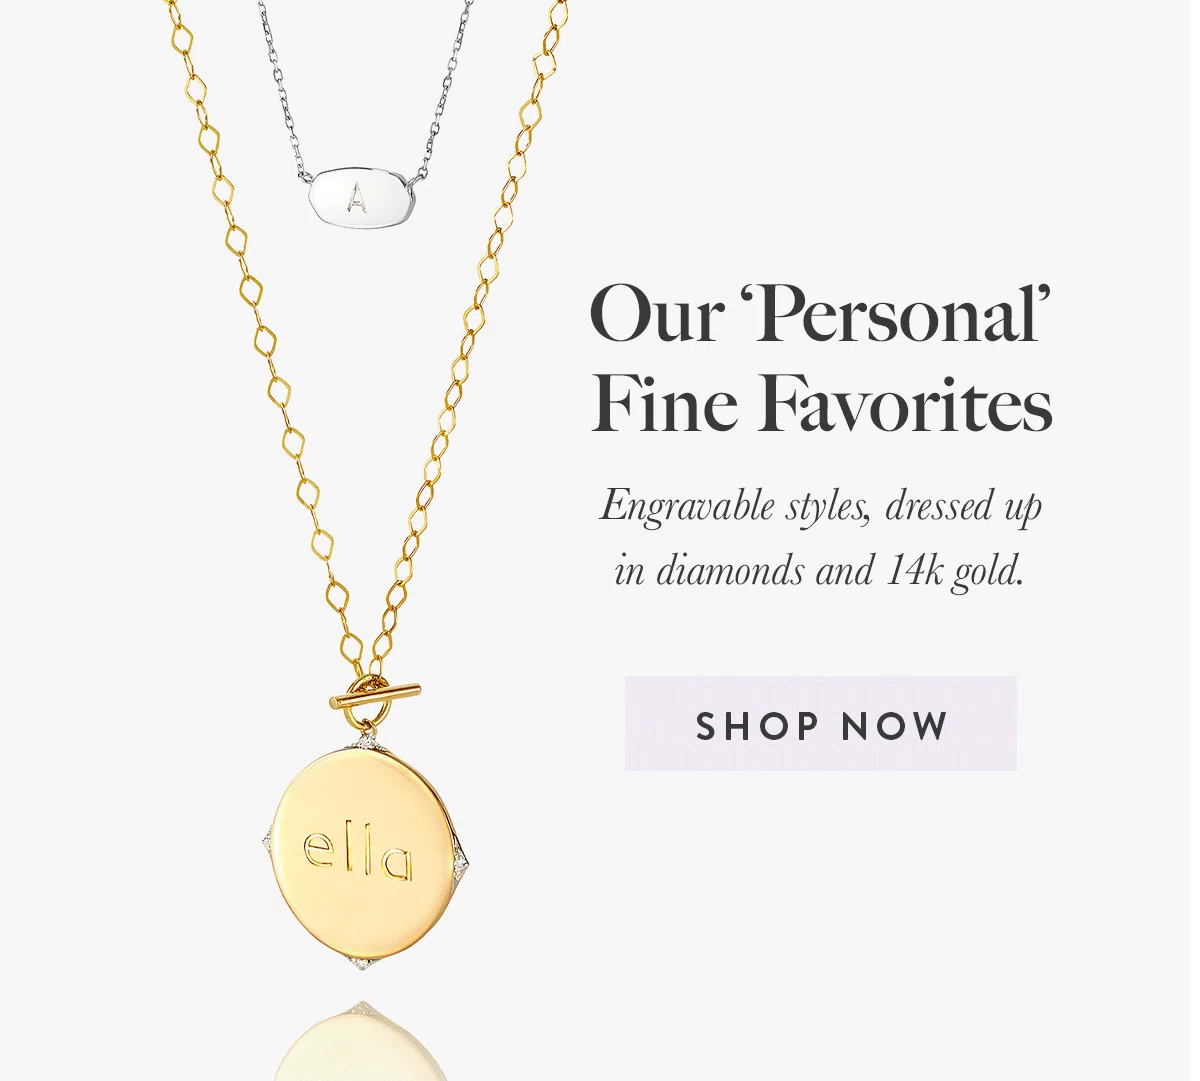 A
Our ‘Personal’
Fine Favorites
Engravable styles, dressed up
in diamonds and 14k gold.
SHOP NOW
ella